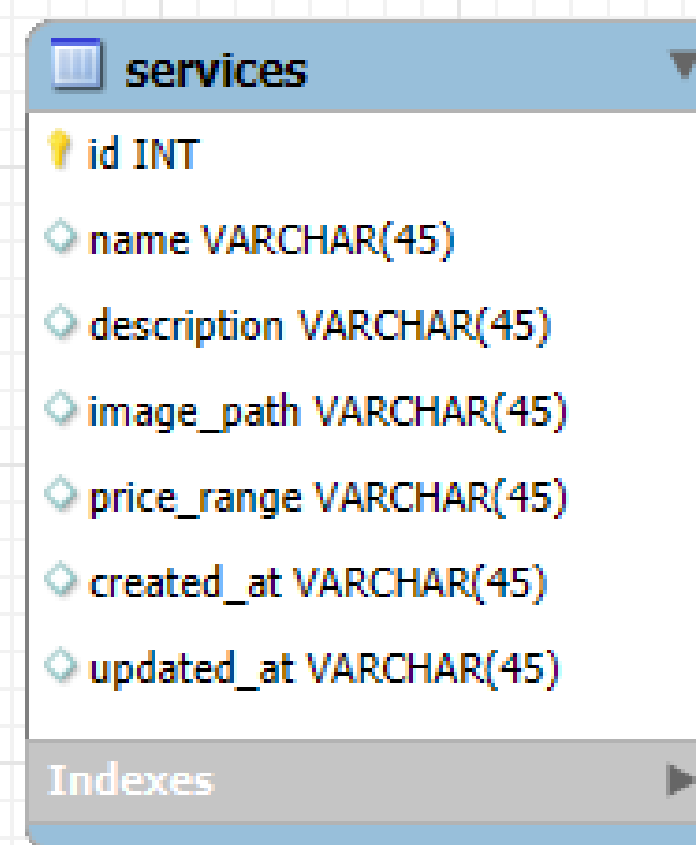 services
id INT
name VARCHAR(45)
description VARCHAR(45)
image_path VARCHAR(45)
price_range VARCHAR(45)
created_at VARCHAR(45)
updated_at VARCHAR(45)
Indexes